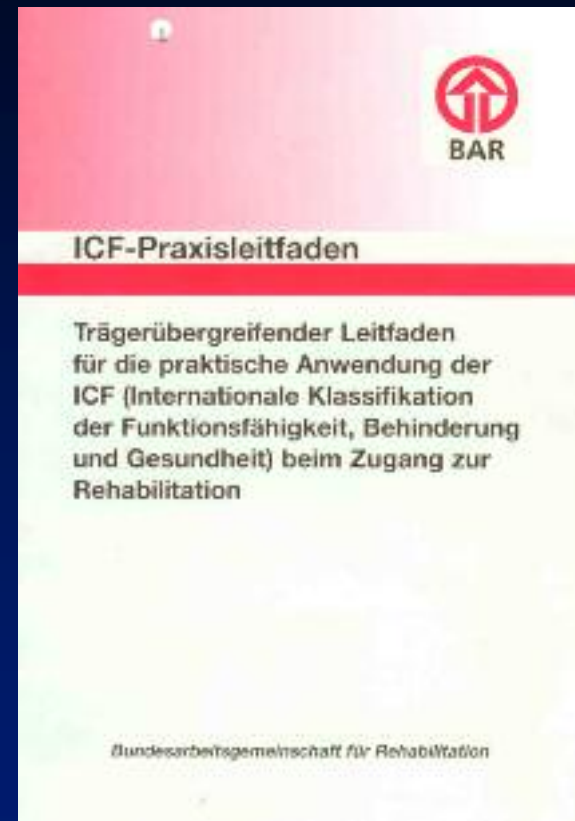 BAR
ICF-Praxisleitfaden
Trägerübergreifender Leitfaden
für die praktische Anwendung der
ICF (Internationale Klassifikation
der Funktionsfähigkeit, Behinderung
und Gesundheit) beim Zugang zur
Rehabilitation
Bundesarbeitsgemeinschaft für Rehabilitation